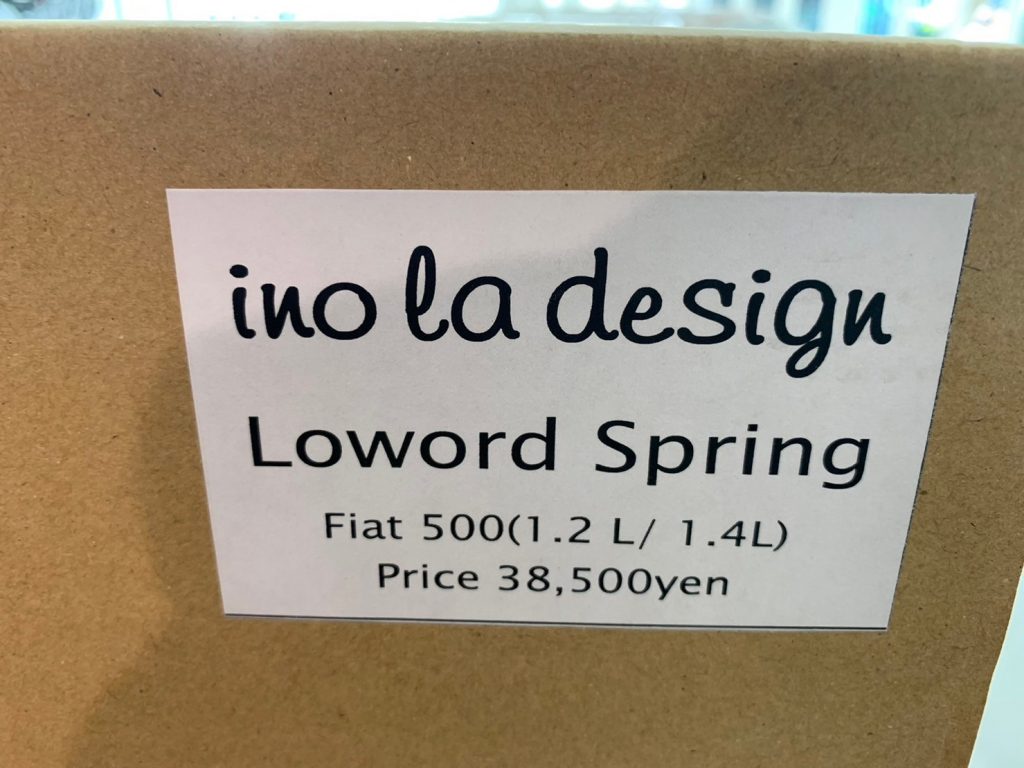 ino la design
Loword Spring
Fiat 500(1.2 L/ 1.4L)
Price 38,500yen